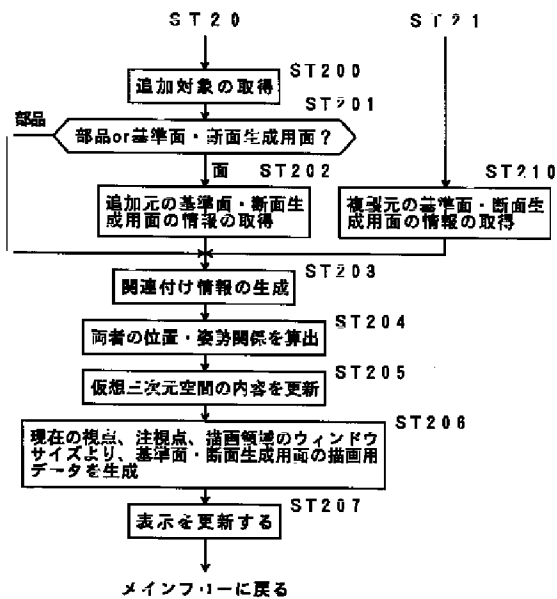 ST20
ST21
ST200
追加対象の取得
ST201
部品
部品or基準面・断面生成用面?
面
ST202
ST210
追加元の基準面・断面生
成用面の情報の取得
複製元の基準面・断面生
成用面の情報の取得
ST203
関連付け情報の生成
ST204
両者の位置・姿勢関係を算出
ST205
仮想三次元空間の内容を更新
ST206
現在の視点、注視点、描画領域のウィンドウ
サイズより、基準面・断面生成用面の描画用
データを生成
ST207
表示を更新する
メインフローに戻る